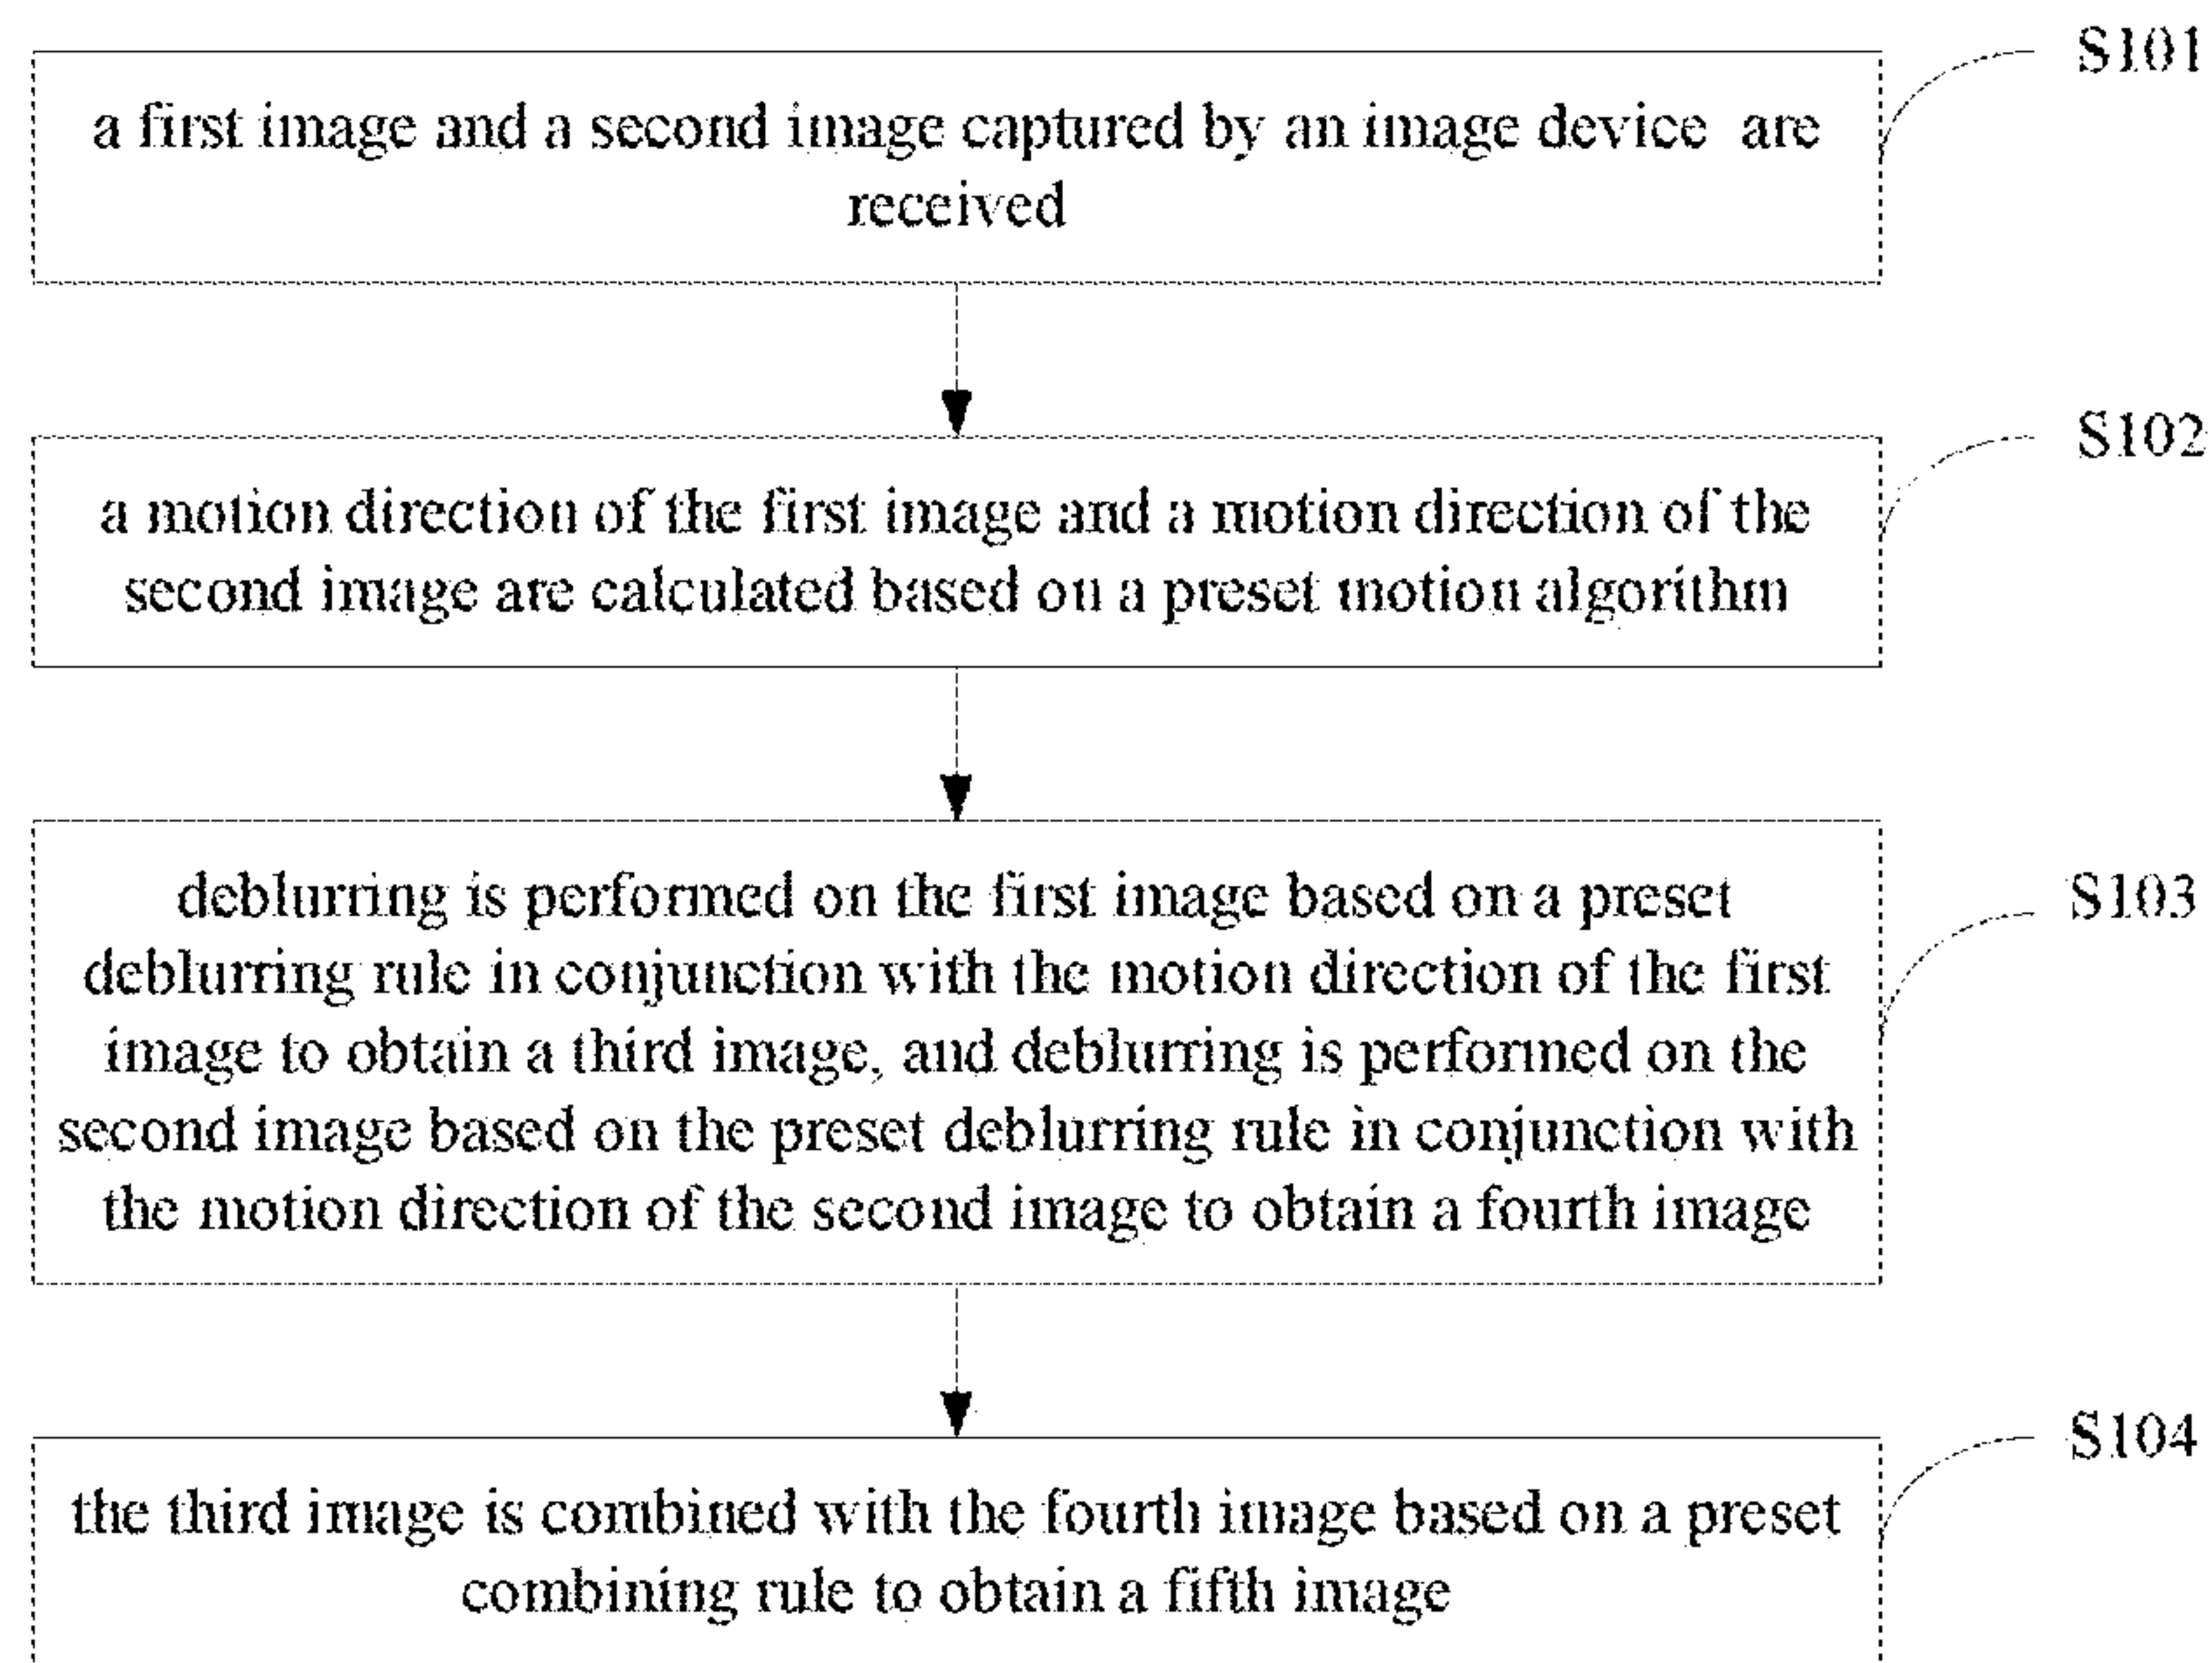 S101
a first image and a second image captured by an image device are
received
S102
a motion direction of the first image and a motion direction of the
second image are calculated based on a preset motion algorithm
deblurring is performed on the first image based on a preset
S103
deblurring rule in conjunction with the motion direction of the first
image to obtain a third image, and deblurring is performed on the
second image based on the preset deblurring rule in conjunction with
the motion direction of the second image to obtain a fourth image
S104
the third image is combined with the fourth image based on a preset
combining rule to obtain a fifth image